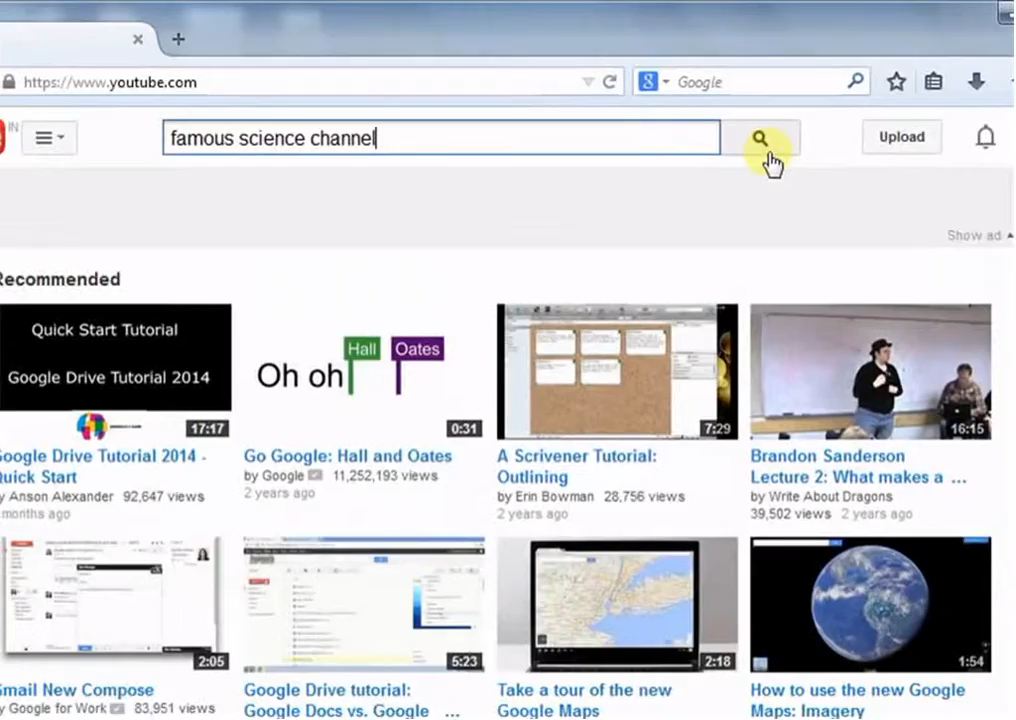 https://www.youtube.com
Google
IN
famous science channel
Upload
Show ad
Recommended
Quick Start Tutorial
Google Drive Tutorial 2014
17:17
Hall
Oates
Oh oh
0:31
7:29
16:15
Google Drive Tutorial 2014 -
Quick Start
by Anson Alexander 92,647 views
months ago
Go Google: Hall and Oates
by Google 11,252,193 views
2 years ago
A Scrivener Tutorial:
Outlining
by Erin Bowman 28,756 views
2 years ago
Brandon Sanderson
Lecture 2: What makes a ...
by Write About Dragons
39,502 views 2 years ago
2:05
5:23
2:18
1:54
Gmail New Compose
by Google for Work 83,951 views
Google Drive tutorial:
Google Docs vs. Google ...
Take a tour of the new
Google Maps
How to use the new Google
Maps: Imagery